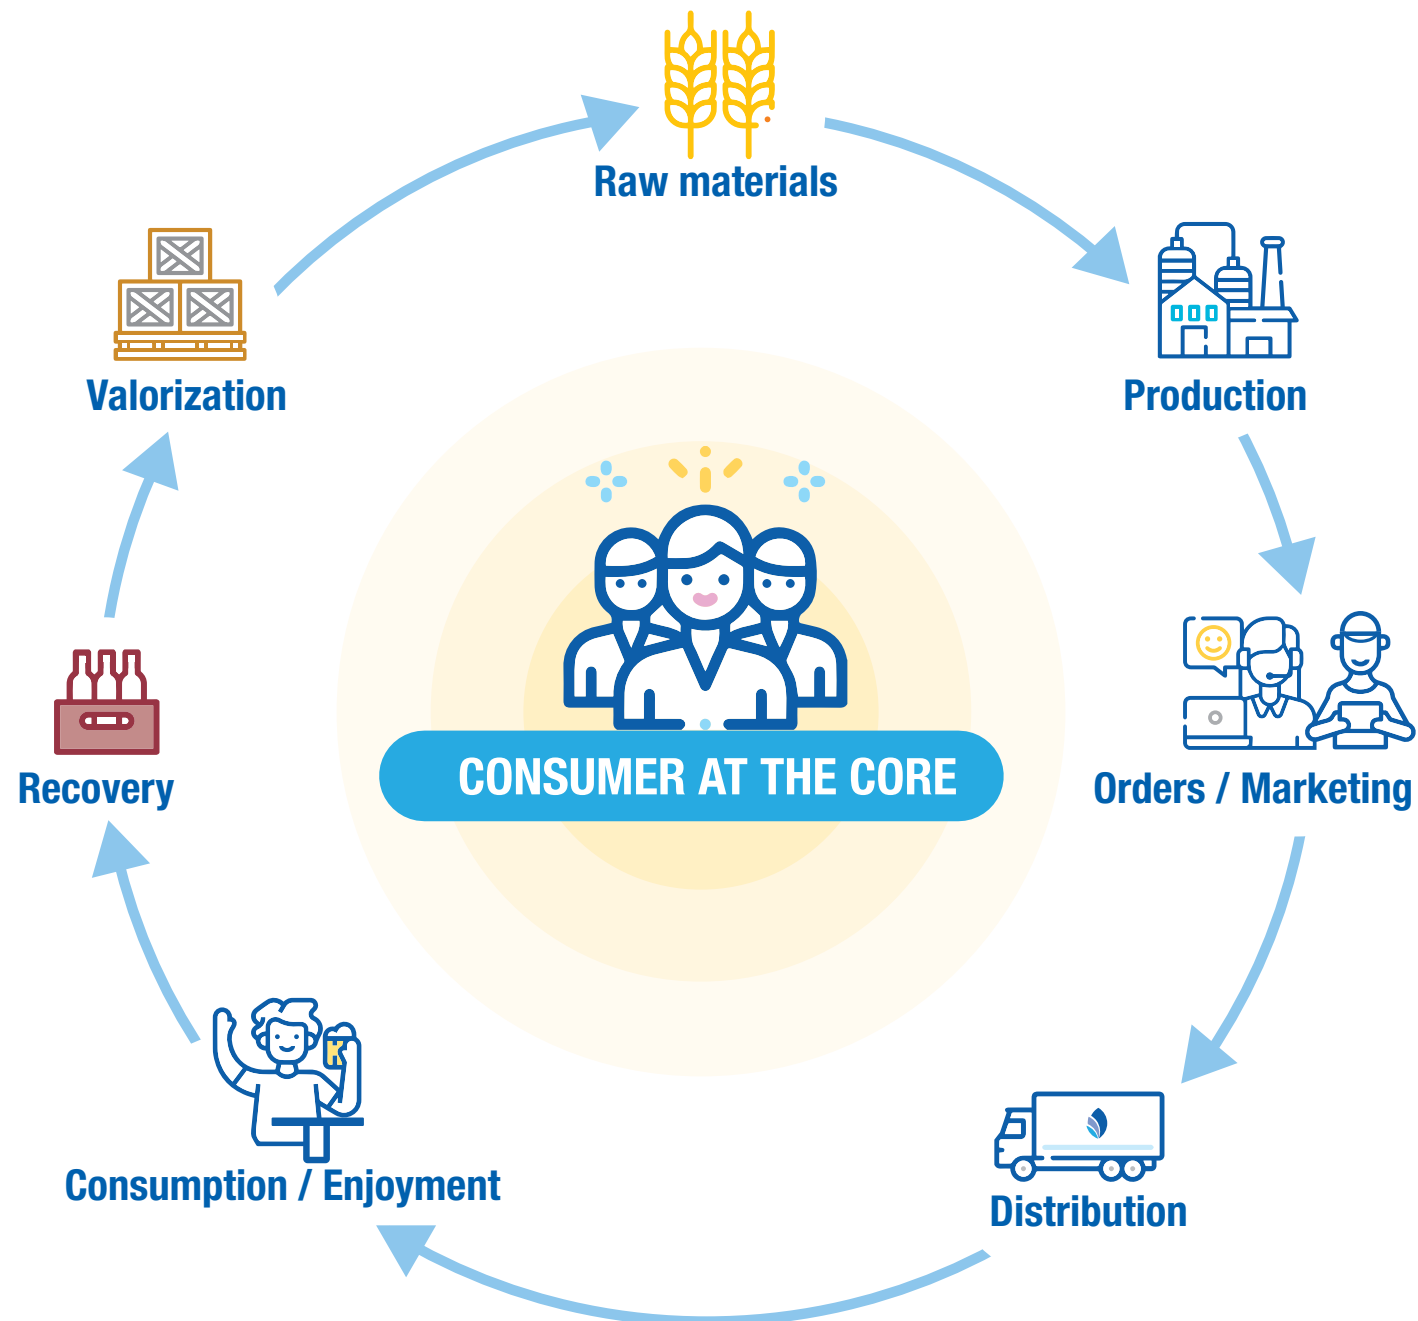 Raw materials
Production
Orders / Marketing
Distribution
Consumption / Enjoyment
Recovery
Valorization
CONSUMER AT THE CORE